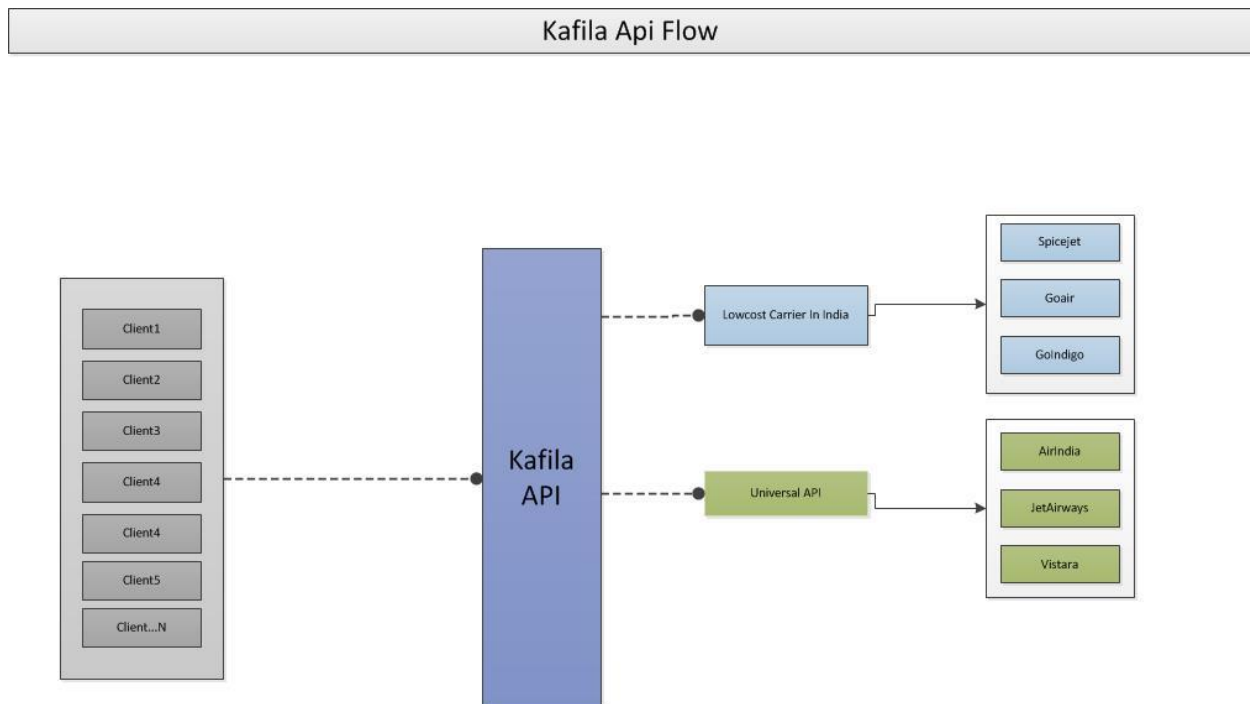 Kafila Api Flow
Client1
Client2
Client3
Client4
Client4
Client5
Client...N
Kafila
API
Lowcost Carrier In India
Universal API
Spicejet
Goair
GoIndigo
AirIndia
JetAirways
Vistara